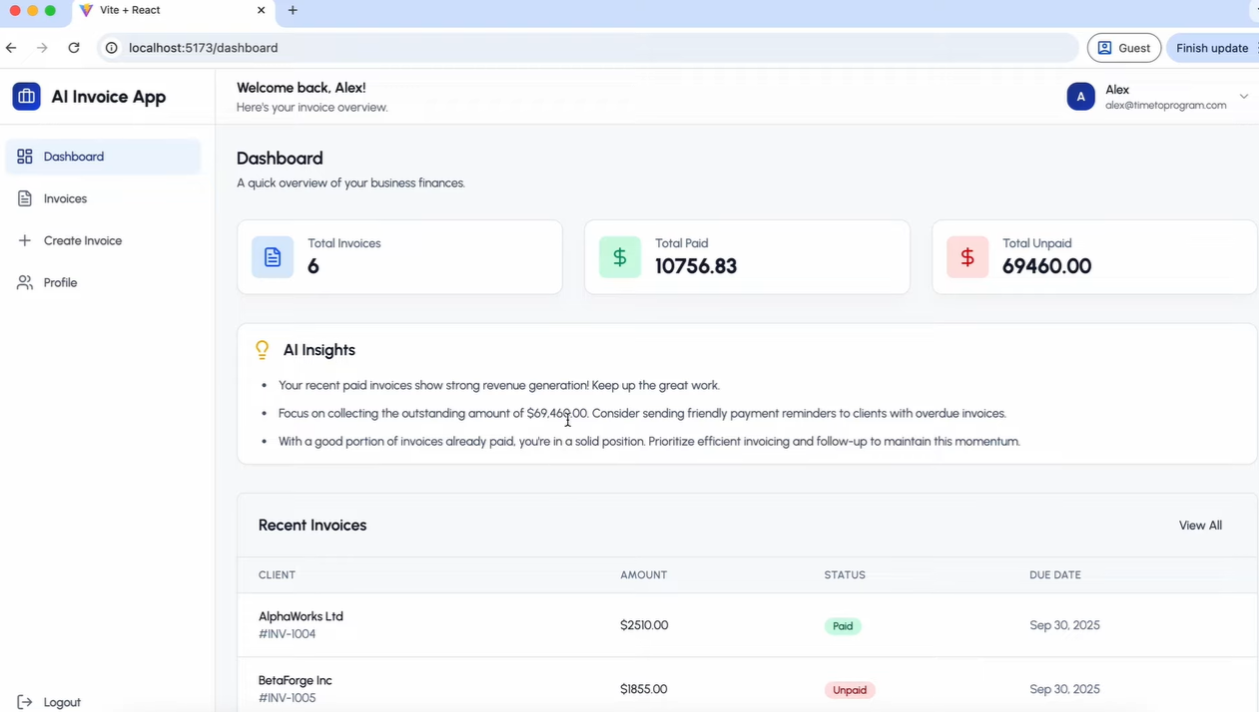 Vite + React
localhost:5173/dashboard
Guest
Finish update
AI Invoice App
Welcome back, Alex!
Here's your invoice overview.
A
Alex
alex@timetoprogram.com
Dashboard
Invoices
Create Invoice
Profile
Logout
Dashboard
A quick overview of your business finances.
Total Invoices
6
Total Paid
10756.83
Total Unpaid
69460.00
AI Insights
• Your recent paid invoices show strong revenue generation! Keep up the great work.
• Focus on collecting the outstanding amount of $69,460.00. Consider sending friendly payment reminders to clients with overdue invoices.
• With a good portion of invoices already paid, you're in a solid position. Prioritize efficient invoicing and follow-up to maintain this momentum.
Recent Invoices
View All
CLIENT AMOUNT STATUS DUE DATE
AlphaWorks Ltd
#INV-1004
$2510.00 Paid Sep 30, 2025
BetaForge Inc
#INV-1005
$1855.00 Unpaid Sep 30, 2025